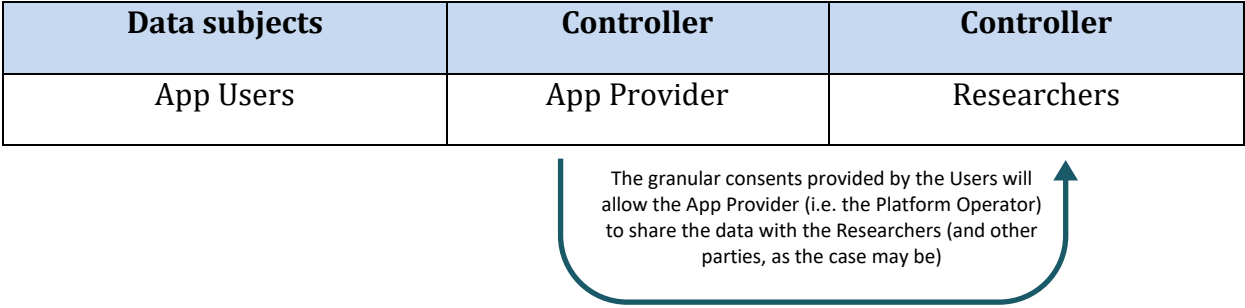 Data subjects Controller Controller
App Users App Provider Researchers
The granular consents provided by the Users will
allow the App Provider (i.e. the Platform Operator)
to share the data with the Researchers (and other
parties, as the case may be)